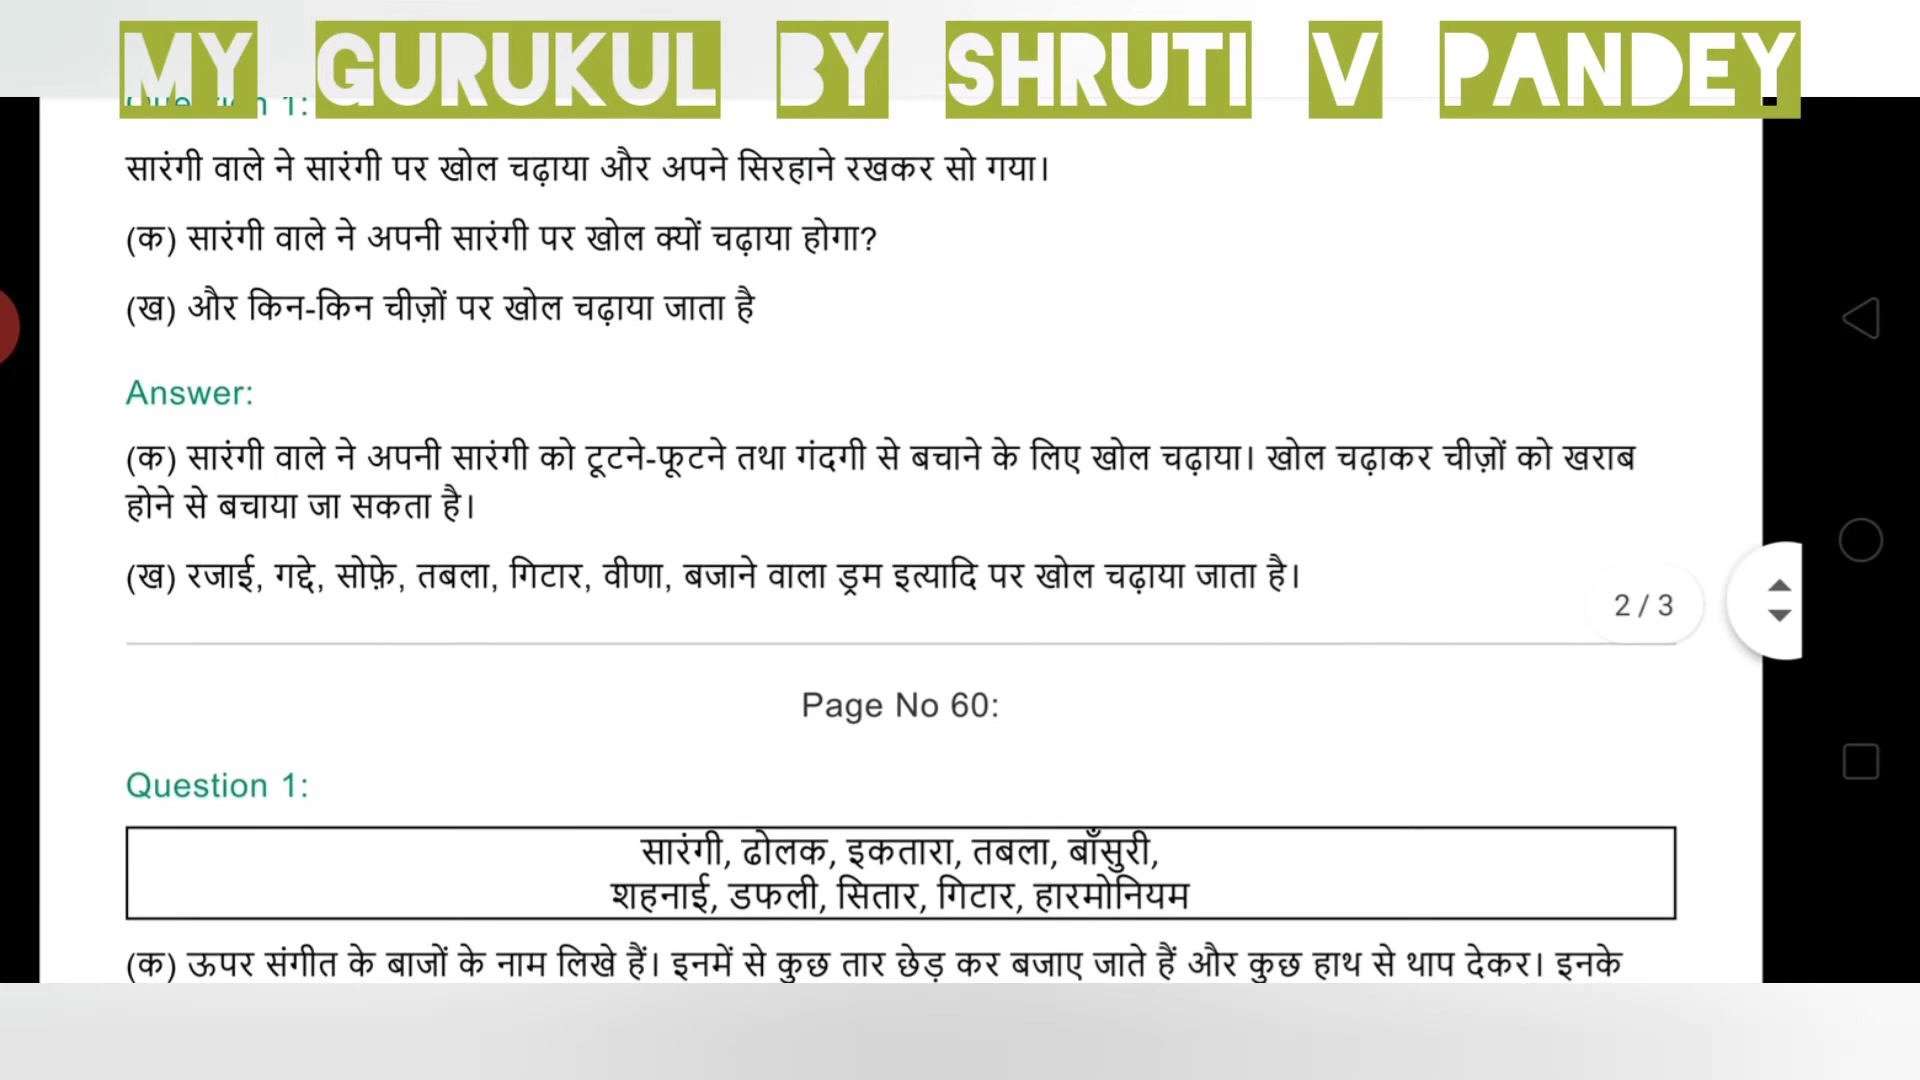 MY GURUKUL BY SHRUTI V PANDEY
Question 1:
सारंगी वाले ने सारंगी पर खोल चढ़ाया और अपने सिरहाने रखकर सो गया।
(क) सारंगी वाले ने अपनी सारंगी पर खोल क्यों चढ़ाया होगा?
(ख) और किन-किन चीज़ों पर खोल चढ़ाया जाता है
Answer:
(क) सारंगी वाले ने अपनी सारंगी को टूटने-फूटने तथा गंदगी से बचाने के लिए खोल चढ़ाया। खोल चढ़ाकर चीज़ों को खराब
होने से बचाया जा सकता है।
(ख) रजाई, गद्दे, सोफ़े, तबला, गिटार, वीणा, बजाने वाला ड्रम इत्यादि पर खोल चढ़ाया जाता है।
2 / 3
Page No 60:
Question 1:
सारंगी, ढोलक, इकतारा, तबला, बाँसुरी,
शहनाई, डफली, सितार, गिटार, हारमोनियम
(क) ऊपर संगीत के बाजों के नाम लिखे हैं। इनमें से कुछ तार छेड़ कर बजाए जाते हैं और कुछ हाथ से थाप देकर। इनके